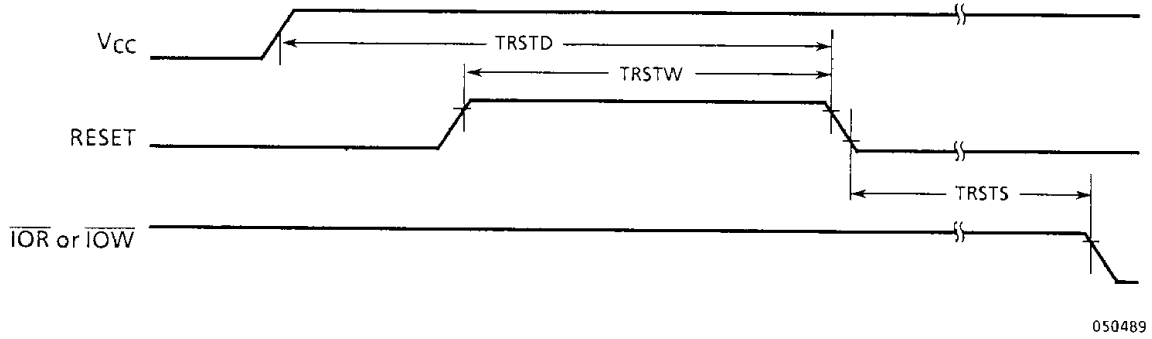 VCC
TRSTD
TRSTW
RESET
TRSTS
IOR or IOW
050489